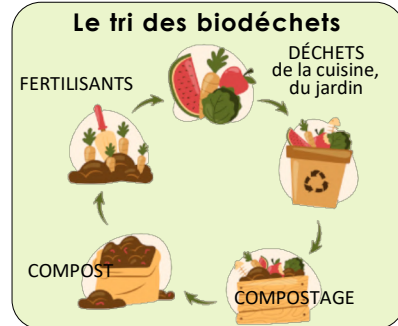 Le tri des biodéchets
DÉCHETS
de la cuisine,
du jardin
FERTILISANTS
COMPOST
COMPOSTAGE